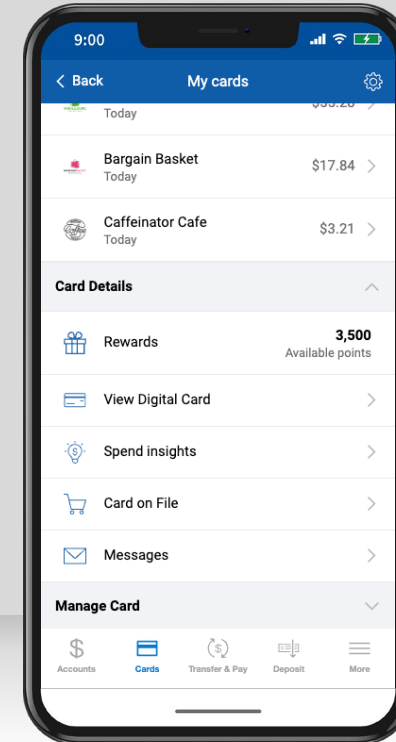 9:00
Back
My cards
Today
Bargain Basket
$17.84
Today
Caffeinator Cafe
$3.21
Today
Card Details
Rewards
3,500
Available points
View Digital Card
Spend insights
Card on File
Messages
Manage Card
Accounts
Cards
Transfer & Pay
Deposit
More